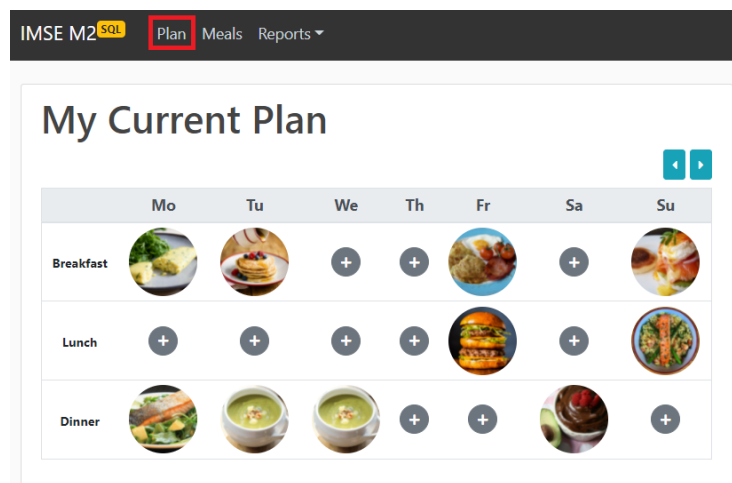 IMSE M2 SQL Plan Meals Reports
My Current Plan
Mo Tu We Th Fr Sa Su
Breakfast
Lunch
Dinner